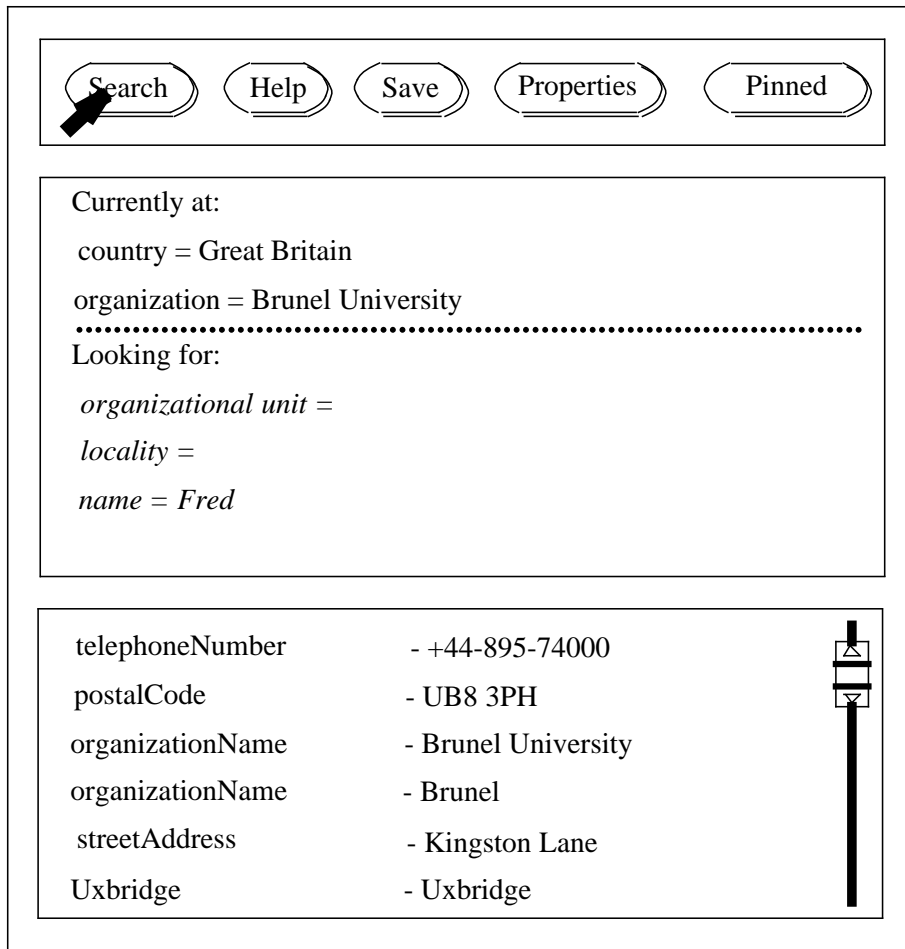 Search Help Save Properties Pinned
Currently at:
country = Great Britain
organization = Brunel University
Looking for:
organizational unit =
locality =
name = Fred
telephoneNumber - +44-895-74000
postalCode - UB8 3PH
organizationName - Brunel University
organizationName - Brunel
streetAddress - Kingston Lane
Uxbridge - Uxbridge